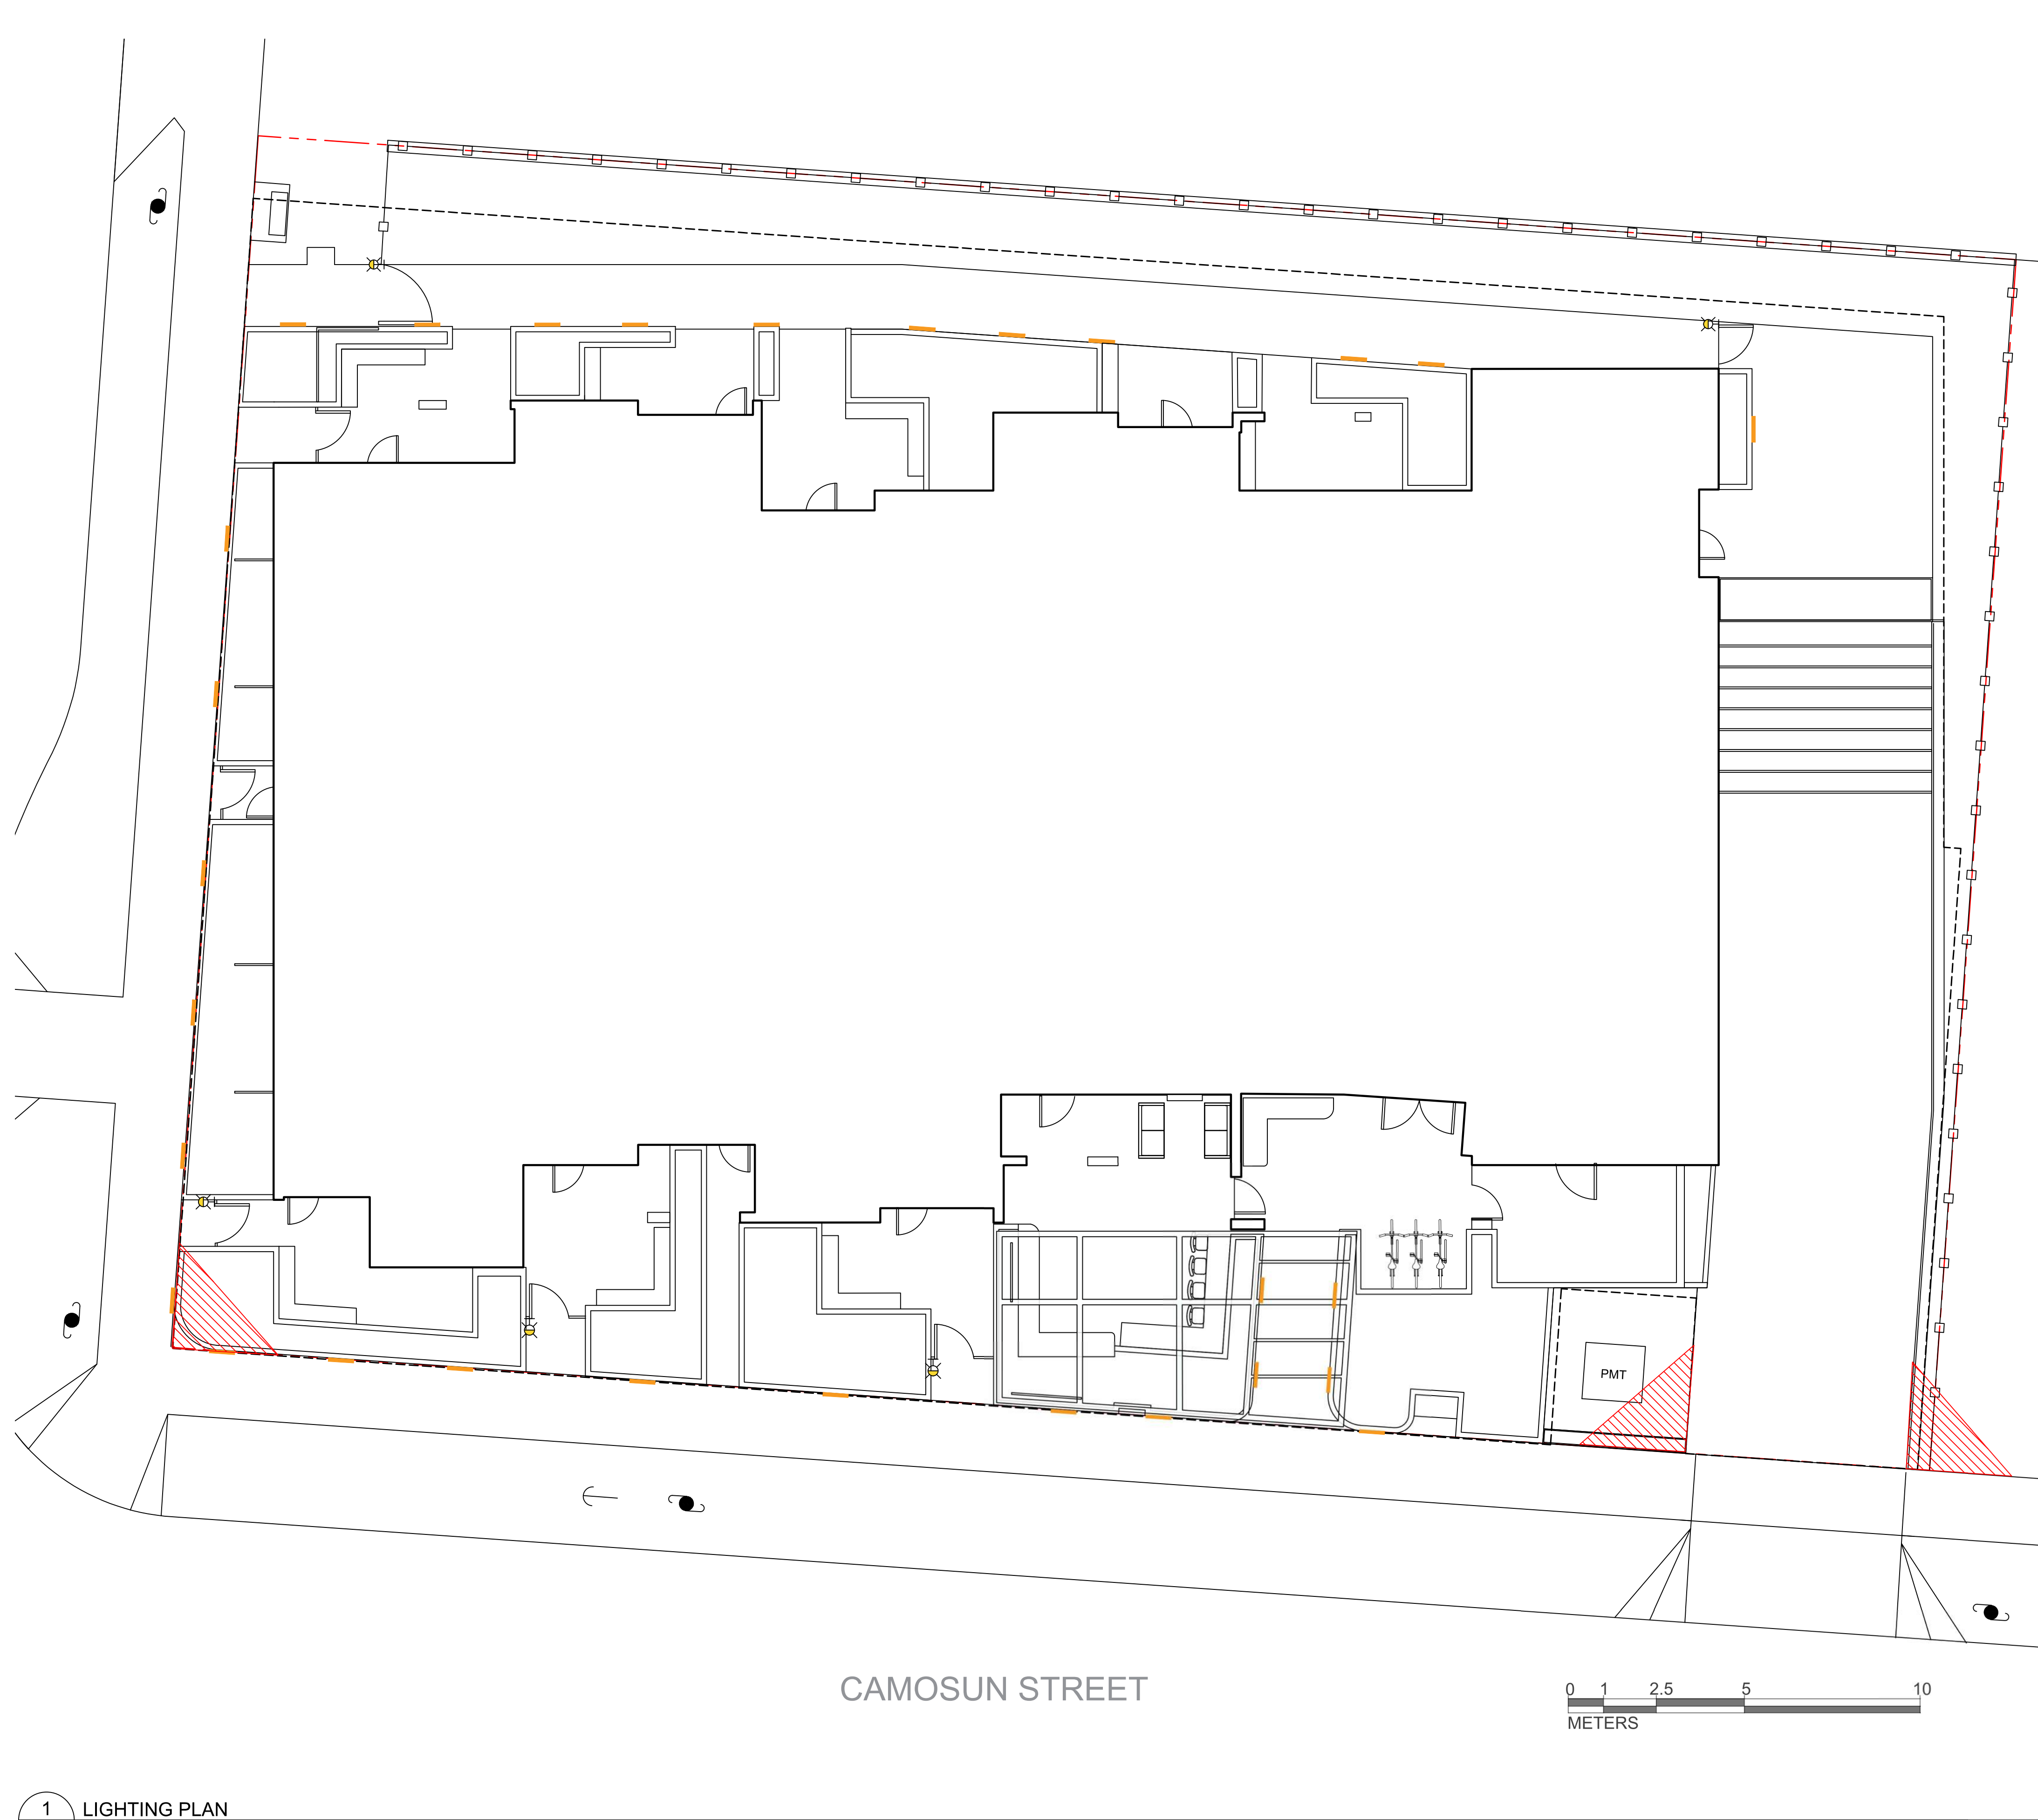 PMT
CAMOSUN STREET
0 1 2.5 5 10
METERS
1 LIGHTING PLAN